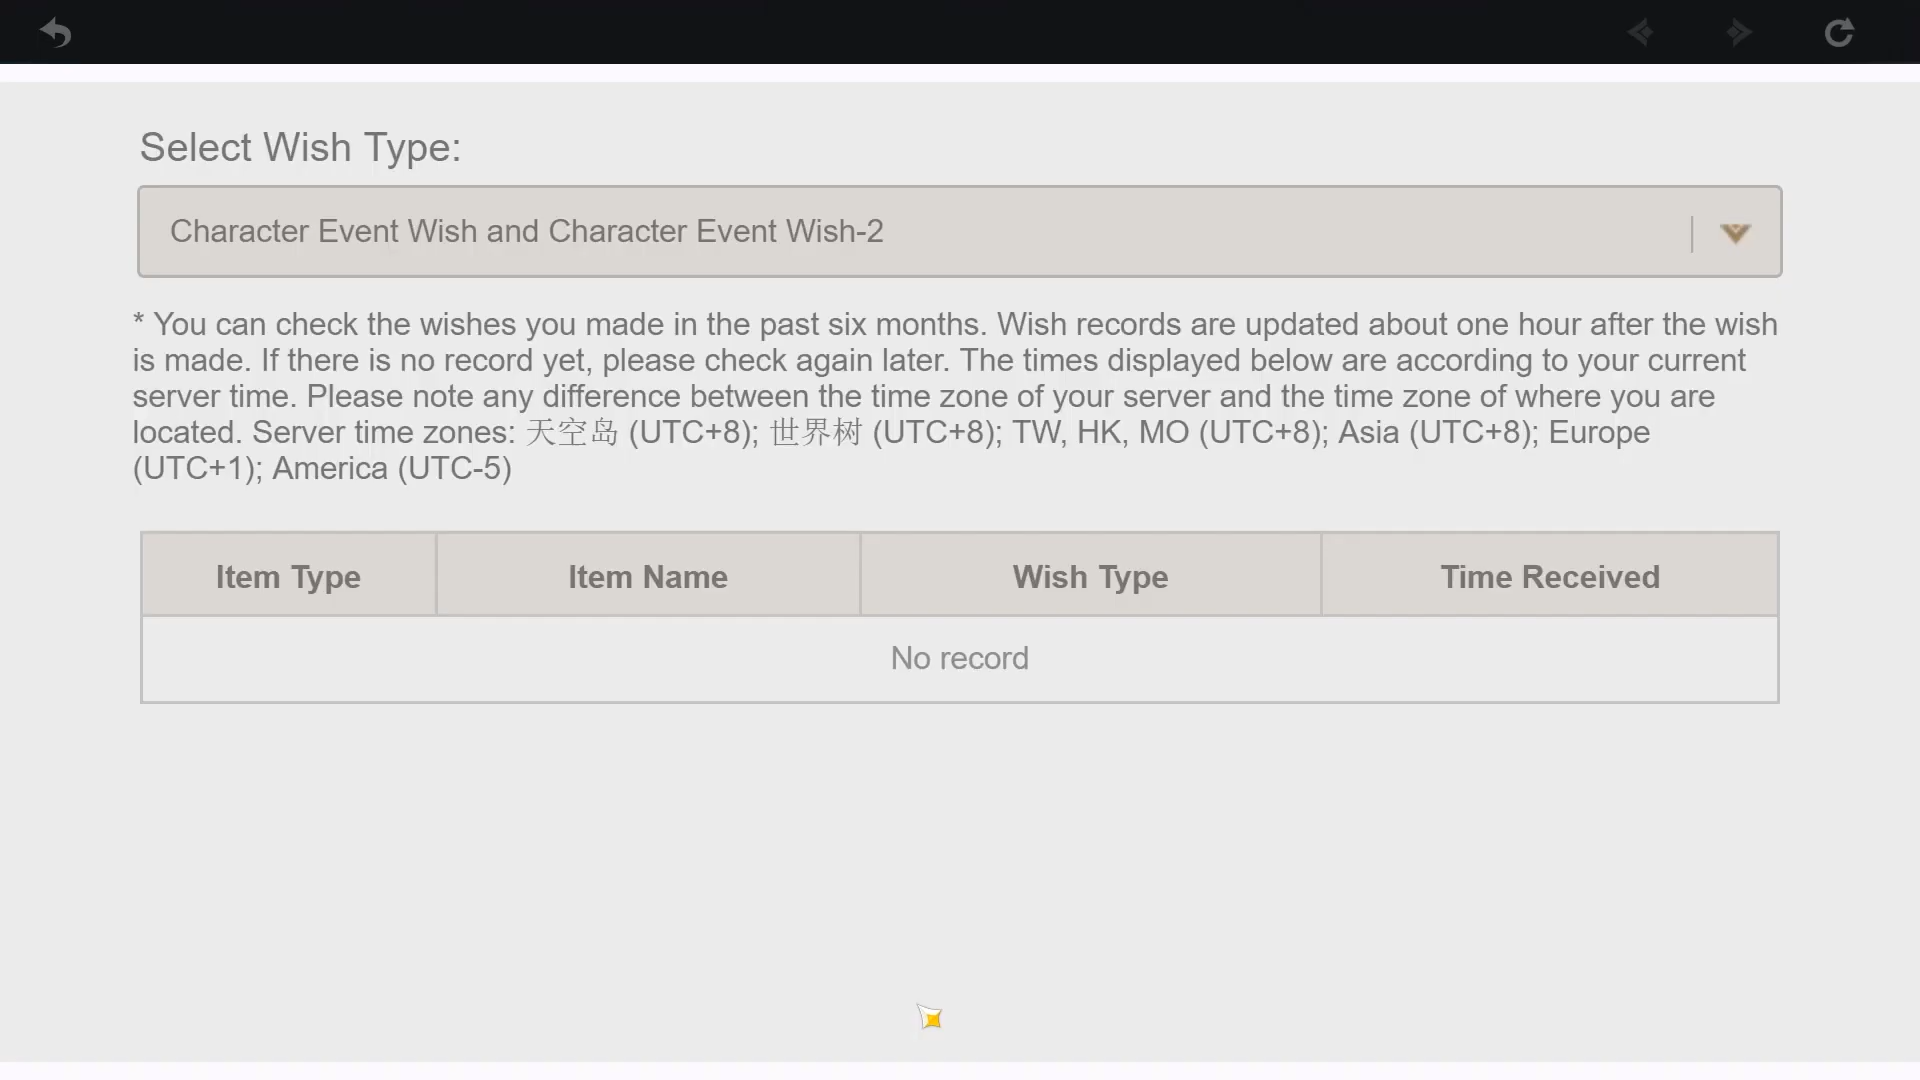 Select Wish Type:
Character Event Wish and Character Event Wish-2
* You can check the wishes you made in the past six months. Wish records are updated about one hour after the wish
is made. If there is no record yet, please check again later. The times displayed below are according to your current
server time. Please note any difference between the time zone of your server and the time zone of where you are
located. Server time zones: 天空岛 (UTC+8); 世界树 (UTC+8); TW, HK, MO (UTC+8); Asia (UTC+8); Europe
(UTC+1); America (UTC-5)
Item Type Item Name Wish Type Time Received
No record